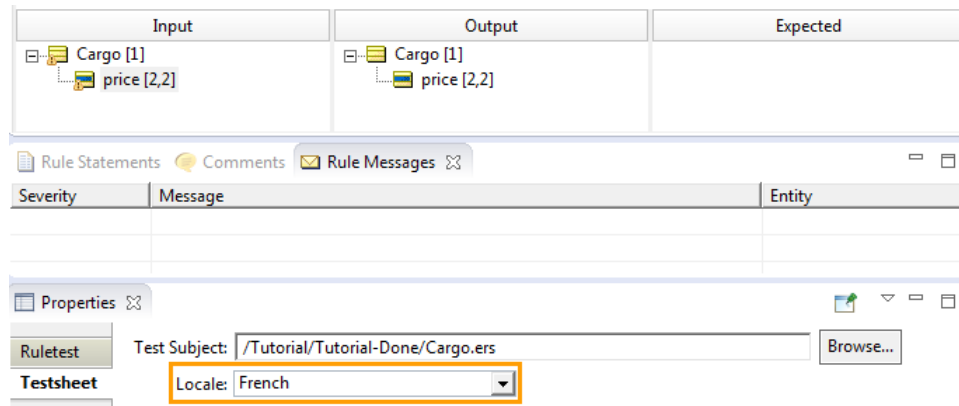 Input Output Expected
Cargo [1] Cargo [1]
price [2,2] price [2,2]
Rule Statements Comments Rule Messages
Severity Message Entity
Properties
Ruletest Test Subject: /Tutorial/Tutorial-Done/Cargo.ers Browse...
Testsheet Locale: French